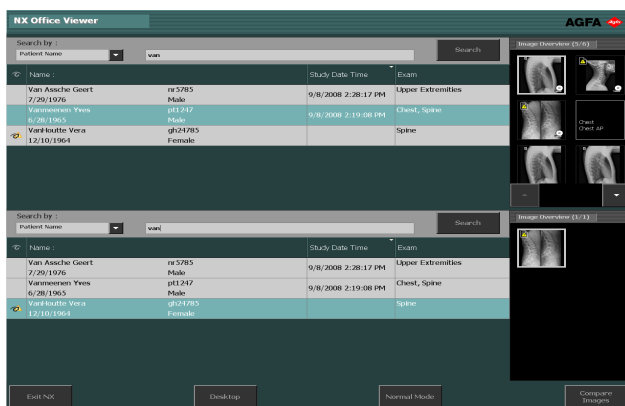 NX Office Viewer
AGFA
Search by :
Patient Name
van
Search
Image Overview (5/6)
Name :
Study Date Time
Exam
Van Assche Geert
nr5785
9/8/2008 2:28:17 PM
Upper Extremities
7/29/1976
Male
Vanmeenen Yves
pt1247
9/8/2008 2:19:08 PM
Chest, Spine
6/28/1965
Male
VanHoutte Vera
gh24785
Spine
12/10/1964
Female
Chest
Chest AP
Search by :
Patient Name
van
Search
Image Overview (1/1)
Name :
Study Date Time
Exam
Van Assche Geert
nr5785
9/8/2008 2:28:17 PM
Upper Extremities
7/29/1976
Male
Vanmeenen Yves
pt1247
9/8/2008 2:19:08 PM
Chest, Spine
6/28/1965
Male
VanHoutte Vera
gh24785
Spine
12/10/1964
Female
Exit NX
Desktop
Normal Mode
Compare
Images